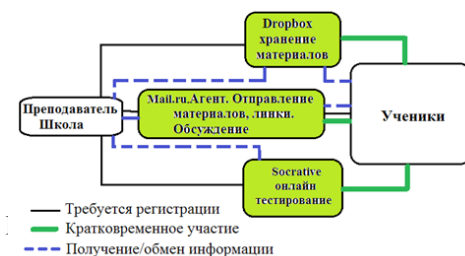 Dropbox
хранение
материалов
Преподаватель
Школа
Mail.ru.Агент. Отправление
материалов, линки.
Обсуждение
Ученики
Socrative
онлайн
тестирование
Требуется регистрации
Кратковременное участие
Получение/обмен информации